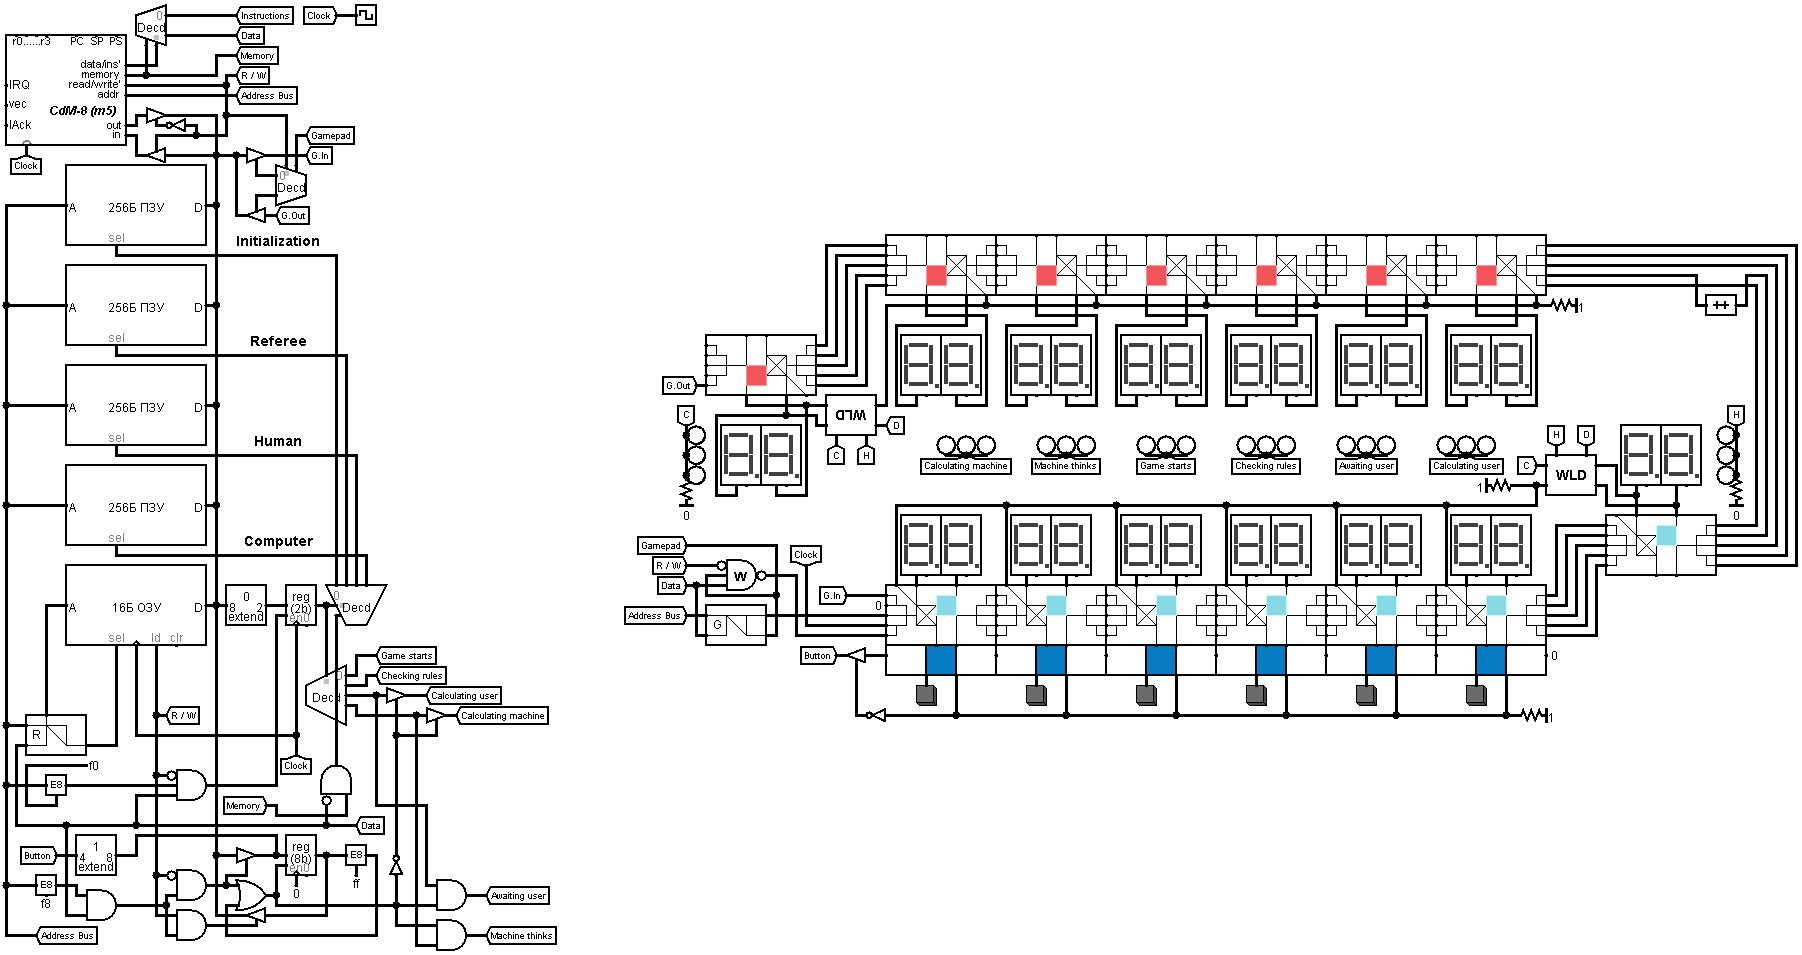 Instructions
Clock
0
Decd
Data
r0......r3 PC SP PS
data/ins'
Memory
memory
read/write'
R / W
IRQ
addr
Address Bus
vec
CdM-8 (m5)
IAck
out
in
Gamepad
G.In
Clock
0
Decd
G.Out
A 256Б ПЗУ D
sel
Initialization
A 256Б ПЗУ D
sel
Referee
A 256Б ПЗУ D
sel
Human
A 256Б ПЗУ D
sel
Computer
A 16Б ОЗУ D
sel ld clr
0
8 2
extend
reg
(2b)
en0
0
Decd
Game starts
0
Checking rules
Decd
Calculating user
Calculating machine
R / W
R
Clock
f0
E8
Memory
Data
Button
1
4 8
extend
reg
(8b)
en0
E8
ff
0
E8
f8
Awaiting user
Address Bus
Machine thinks
1
++
G.Out
C
WLD
D
C
H
0
Calculating machine
Machine thinks
Game starts
Checking rules
Awaiting user
Calculating user
H
D
C
WLD
1
H
0
Gamepad
R / W
W
Data
Clock
G.In
0
Address Bus
G
0
Button
0
1